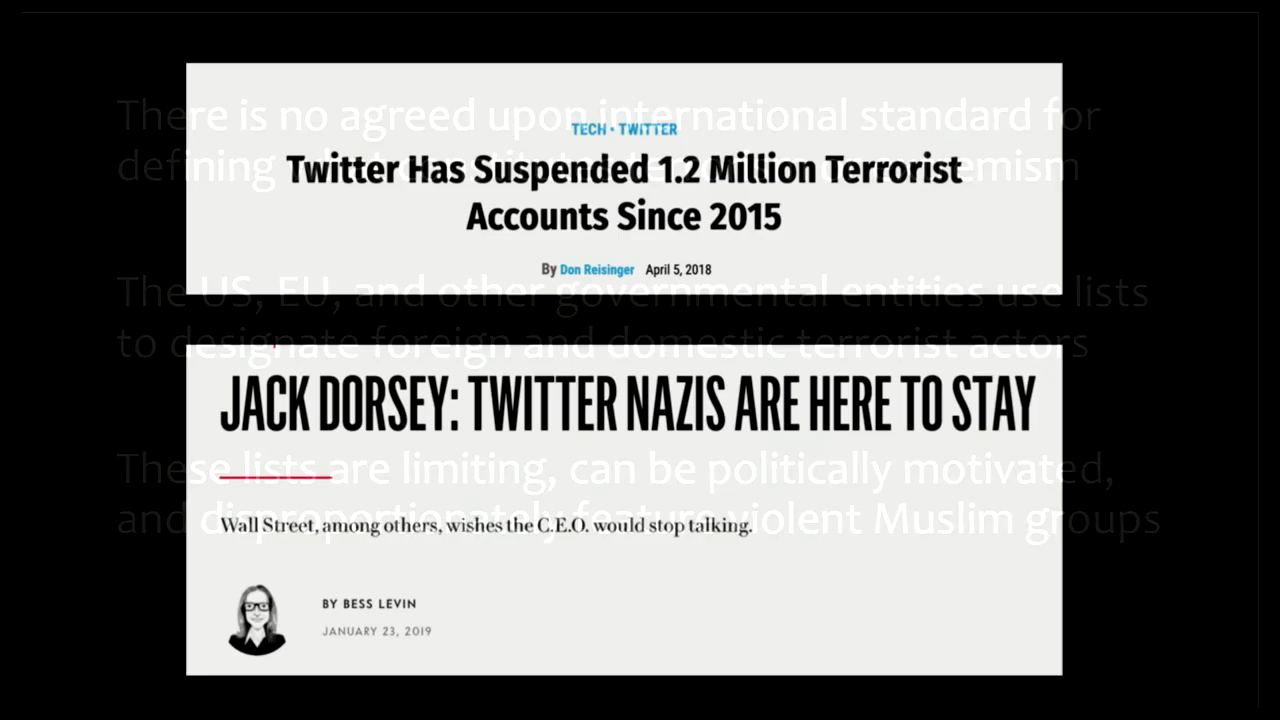 There is no agreed upon international standard for
TECH • TWITTER
Twitter Has Suspended 1.2 Million Terrorist
defining
Accounts Since 2015
By Don Reisinger April 5, 2018
The US, EU, and other governmental entities use lists
to designate foreign and domestic terrorist actors
JACK DORSEY: TWITTER NAZIS ARE HERE TO STAY
These lists are limiting, can be politically motivated,
and disproportionately feature violent Muslim groups
Wall Street, among others, wishes the C.E.O. would stop talking.
BY BESS LEVIN
JANUARY 23, 2019